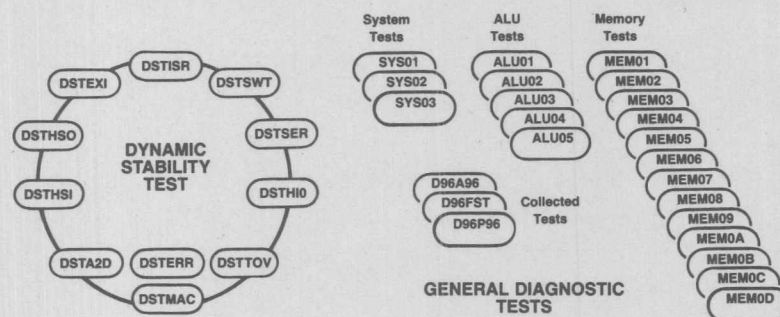 DSTISR
DSTEXI
DSTSWT
DSTHSO
DSTSER
DYNAMIC
STABILITY
TEST
DSTHSI
DSTHI0
DSTA2D
DSTERR
DSTTOV
DSTMAC
System
Tests
SYS01
SYS02
SYS03
ALU
Tests
ALU01
ALU02
ALU03
ALU04
ALU05
Memory
Tests
MEM01
MEM02
MEM03
MEM04
MEM05
MEM06
MEM07
MEM08
MEM09
MEM0A
MEM0B
MEM0C
MEM0D
D96A96
D96FST
D96P96
Collected
Tests
GENERAL DIAGNOSTIC
TESTS